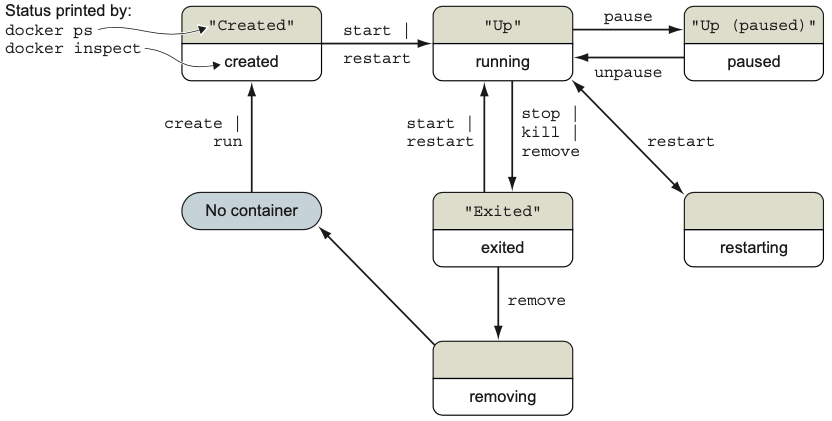 Status printed by:
docker ps
docker inspect
"Created"
created
start |
restart
"Up"
running
pause
unpause
"Up (paused)"
paused
create |
run
start |
restart
stop |
kill |
remove
restart
No container
"Exited"
exited
restarting
remove
removing